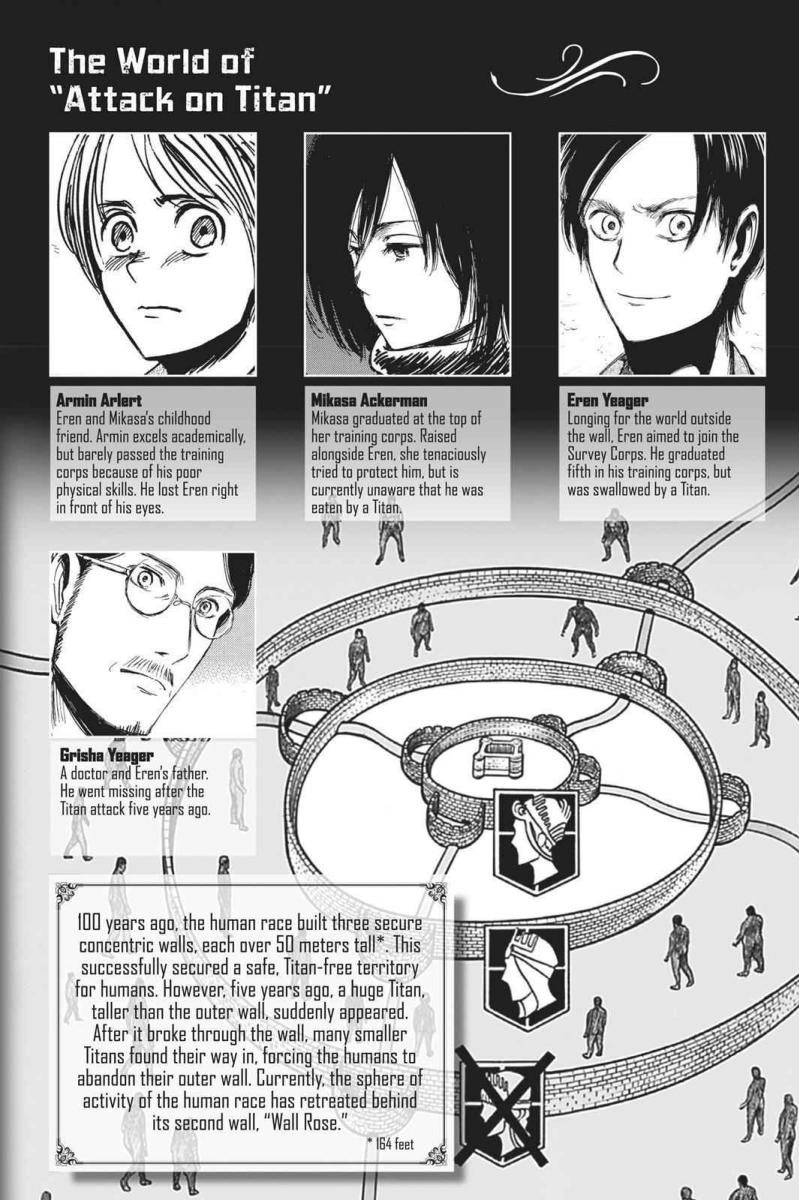 The World of
“Attack on Titan”
Armin Arlert
Eren and Mikasa's childhood
friend. Armin excels academically,
but barely passed the training
corps because of his poor
physical skills. He lost Eren right
in front of his eyes.
Mikasa Ackerman
Mikasa graduated at the top of
her training corps. Raised
alongside Eren, she tenaciously
tried to protect him, but is
currently unaware that he was
eaten by a Titan.
Eren Yeager
Longing for the world outside
the wall, Eren aimed to join the
Survey Corps. He graduated
fifth in his training corps, but
was swallowed by a Titan.
Grisha Yeager
A doctor and Eren's father.
He went missing after the
Titan attack five years ago.
100 years ago, the human race built three secure
concentric walls, each over 50 meters tall*. This
successfully secured a safe, Titan-free territory
for humans. However, five years ago, a huge Titan,
taller than the outer wall, suddenly appeared.
After it broke through the wall, many smaller
Titans found their way in, forcing the humans to
abandon their outer wall. Currently, the sphere of
activity of the human race has retreated behind
its second wall, “Wall Rose.”
* 164 feet